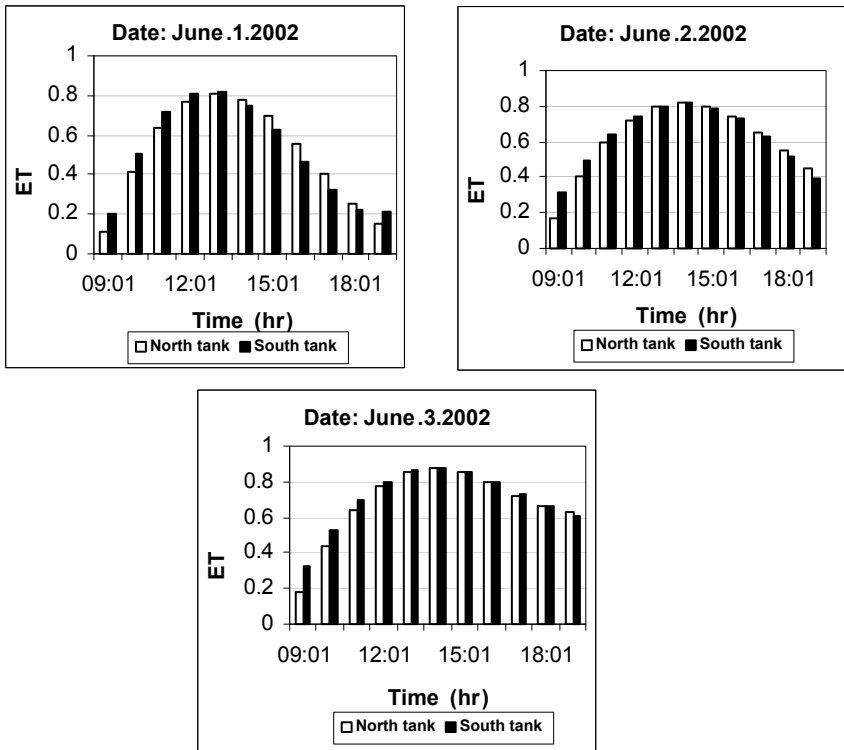 Date: June.1.2002
1
0.8
0.6
0.4
0.2
0
ET
09:01 12:01 15:01 18:01
Time (hr)
North tank South tank
Date: June.2.2002
1
0.8
0.6
0.4
0.2
0
ET
09:01 12:01 15:01 18:01
Time (hr)
North tank South tank
Date: June.3.2002
1
0.8
0.6
0.4
0.2
0
ET
09:01 12:01 15:01 18:01
Time (hr)
North tank South tank